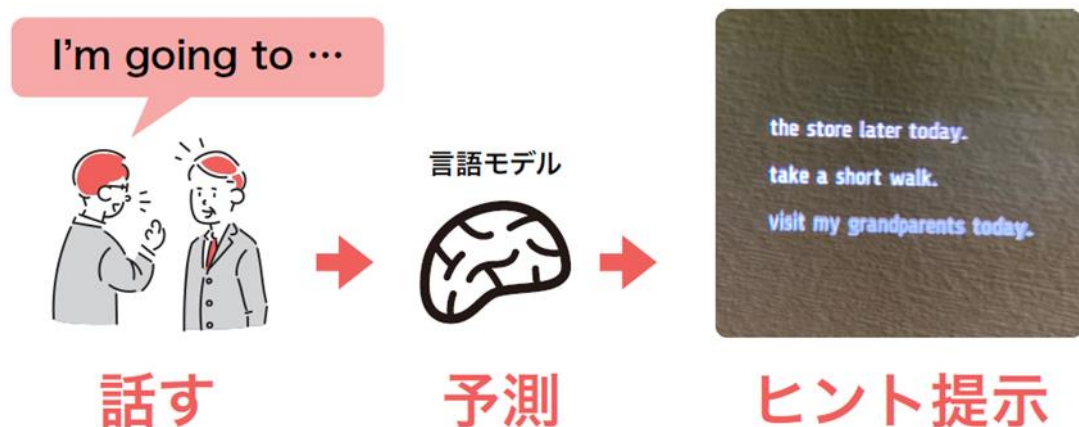 I'm going to …
言語モデル
the store later today.
take a short walk.
visit my grandparents today.
話す
予測
ヒント提示